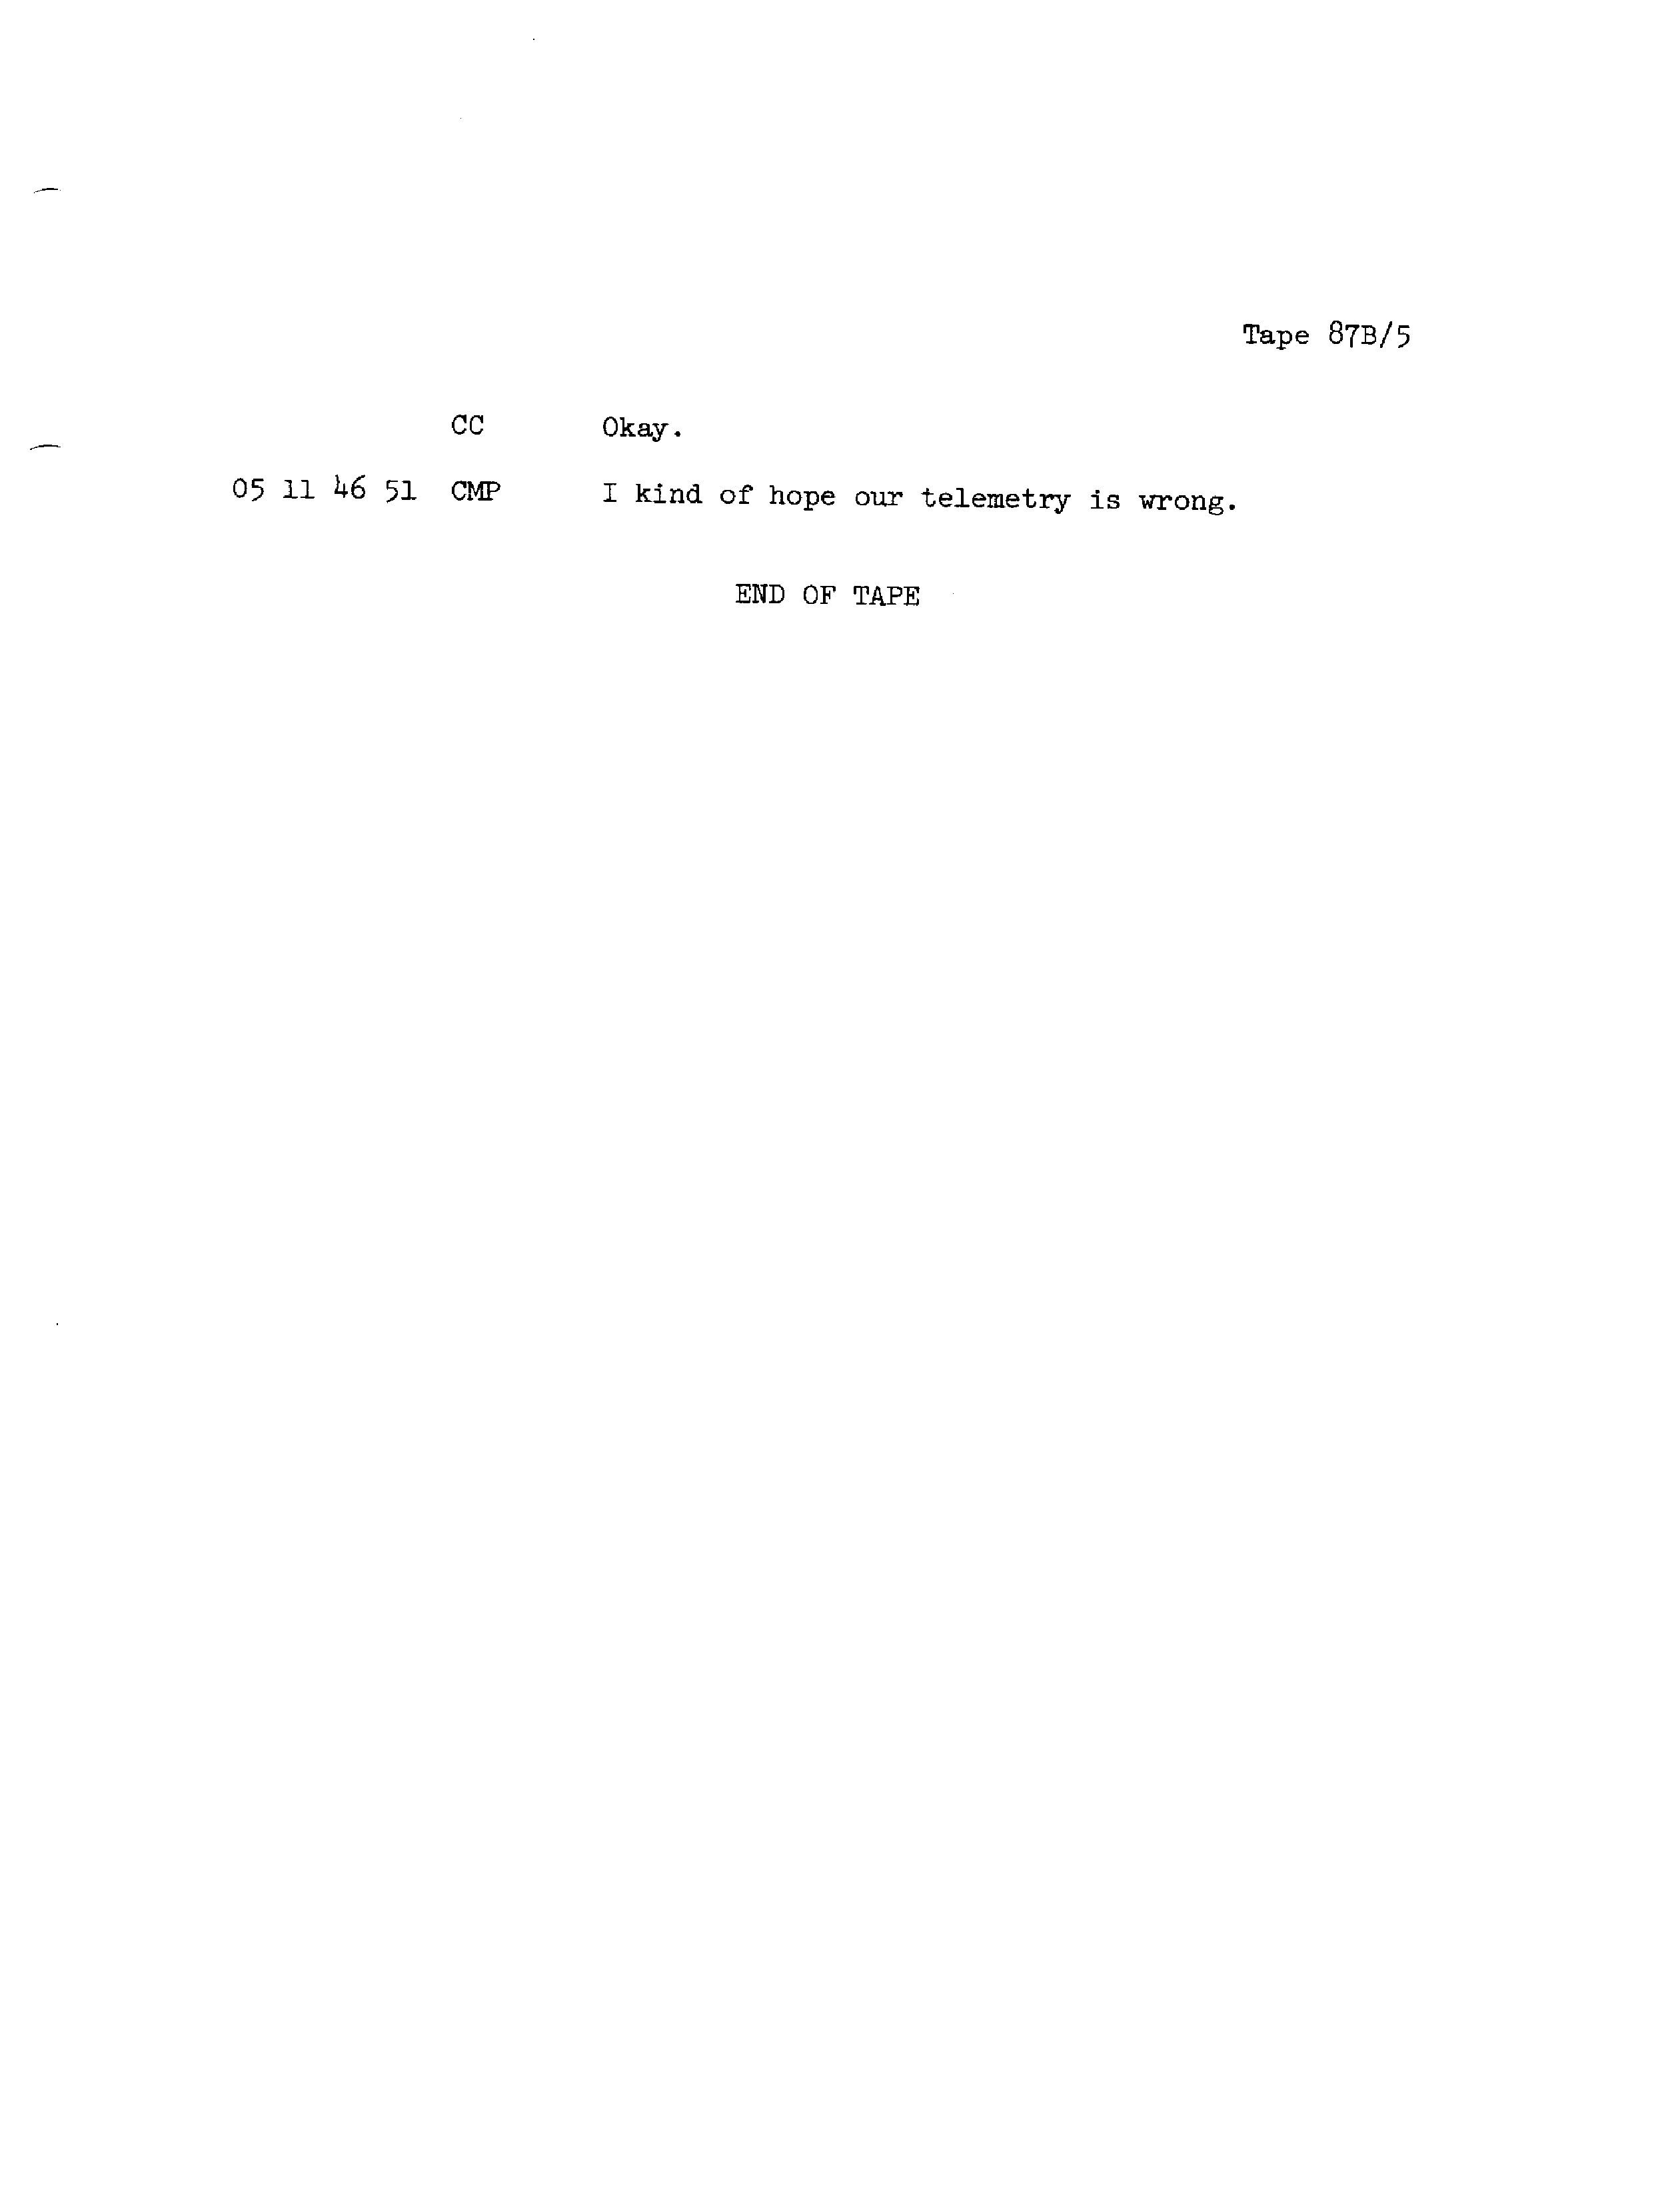 Tape 87B/5
CC Okay.
05 11 46 51 CMP I kind of hope our telemetry is wrong.
END OF TAPE